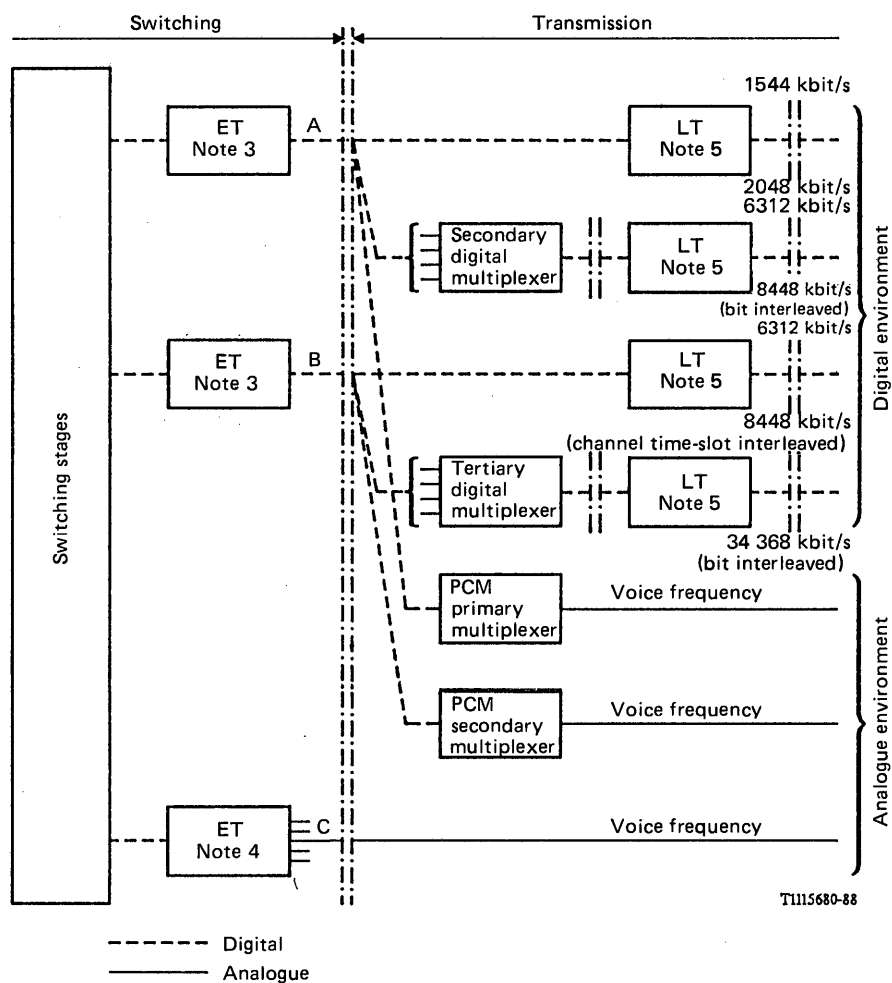 Switching
Transmission
1544 kbit/s
ET
Note 3
A
LT
Note 5
2048 kbit/s
6312 kbit/s
Secondary
digital
multiplexer
LT
Note 5
8448 kbit/s
(bit interleaved)
6312 kbit/s
ET
Note 3
B
LT
Note 5
8448 kbit/s
(channel time-slot interleaved)
Tertiary
digital
multiplexer
LT
Note 5
34 368 kbit/s
(bit interleaved)
Digital environment
Switching stages
PCM
primary
multiplexer
Voice frequency
PCM
secondary
multiplexer
Voice frequency
ET
Note 4
C
Voice frequency
Analogue environment
T1115680-88
Digital
Analogue